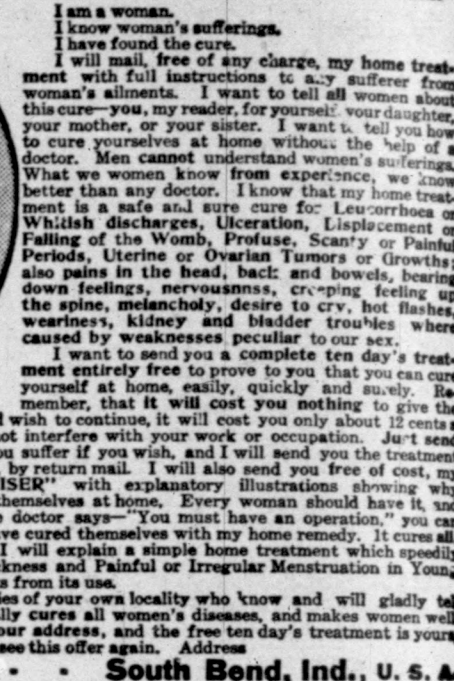 I am a woman.
I know woman's sufferings.
I have found the cure.
I will mail, free of any charge, my home treat-
ment with full instructions to any sufferer from
woman's ailments. I want to tell all women about
this cure—you, my reader, for yourself, your daughter,
your mother, or your sister. I want to tell you how
to cure yourselves at home without the help of a
doctor. Men cannot understand women's sufferings.
What we women know from experience, we know
better than any doctor. I know that my home treat-
ment is a safe and sure cure for Leucorrhoea or
Whitish discharges, Ulceration, Displacement or
Falling of the Womb, Profuse, Scanty or Painful
Periods, Uterine or Ovarian Tumors or Growths;
also pains in the head, back and bowels, bearing
down feelings, nervousnnss, creeping feeling up
the spine, melancholy, desire to cry, hot flashes,
weariness, kidney and bladder troubles where
caused by weaknesses peculiar to our sex.
I want to send you a complete ten day's treat-
ment entirely free to prove to you that you can cure
yourself at home, easily, quickly and surely. Re-
member, that it will cost you nothing to give the
wish to continue, it will cost you only about 12 cents
ot interfere with your work or occupation. Just send
ou suffer if you wish, and I will send you the treatment
by return mail. I will also send you free of cost, my
ISER" with explanatory illustrations showing why
hemselves at home. Every woman should have it, and
doctor says—"You must have an operation," you can
ve cured themselves with my home remedy. It cures all
I will explain a simple home treatment which speedily
kness and Painful or Irregular Menstruation in Young
s from its use.
ies of your own locality who know and will gladly tell
lly cures all women's diseases, and makes women well
our address, and the free ten day's treatment is yours
see this offer again. Address
- - South Bend, Ind., U. S. A